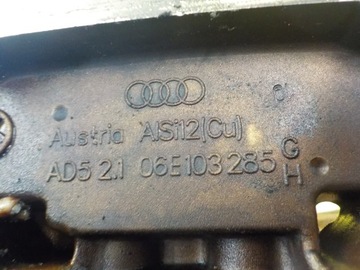 Austria AlSi12(Cu)
AD5 2.1 06E103285 G
H